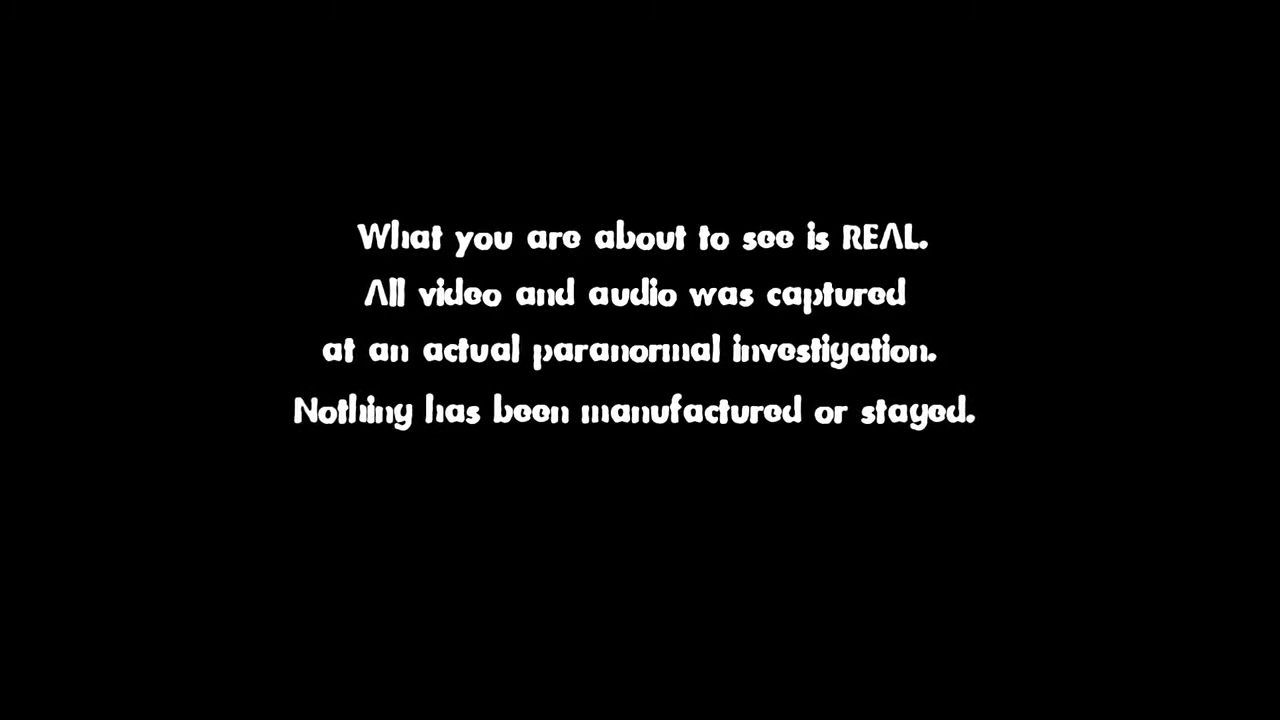 What you are about to see is REAL.
All video and audio was captured
at an actual paranormal investigation.
Nothing has been manufactured or staged.